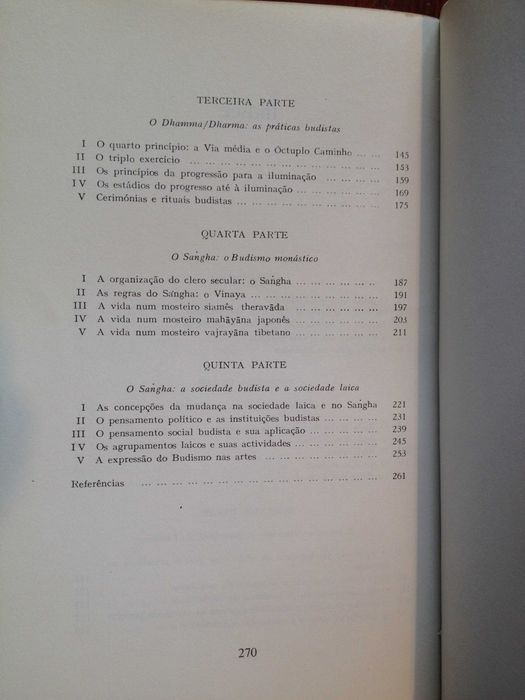 TERCEIRA PARTE
O Dhamma/Dharma: as práticas budistas
I O quarto princípio: a Via média e o Óctuplo Caminho ... ... 145
II O triplo exercício ... ... ... ... ... ... ... ... ... ... ... ... 153
III Os princípios da progressão para a iluminação ... ... ... ... 159
IV Os estádios do progresso até à iluminação ... ... ... ... ... 169
V Cerimónias e rituais budistas ... ... ... ... ... ... ... ... ... 175
QUARTA PARTE
O Saṅgha: o Budismo monástico
I A organização do clero secular: o Saṅgha ... ... ... ... ... 187
II As regras do Saṅgha: o Vinaya ... ... ... ... ... ... ... ... 191
III A vida num mosteiro siamês theravāda ... ... ... ... ... ... 197
IV A vida num mosteiro mahāyāna japonês ... ... ... ... ... ... 203
V A vida num mosteiro vajrayāna tibetano ... ... ... ... ... ... 211
QUINTA PARTE
O Saṅgha: a sociedade budista e a sociedade laica
I As concepções da mudança na sociedade laica e no Saṅgha 221
II O pensamento político e as instituições budistas ... ... ... ... 231
III O pensamento social budista e sua aplicação ... ... ... ... ... 239
IV Os agrupamentos laicos e suas actividades ... ... ... ... ... ... 245
V A expressão do Budismo nas artes ... ... ... ... ... ... ... ... 253
Referências ... ... ... ... ... ... ... ... ... ... ... ... ... ... 261
270